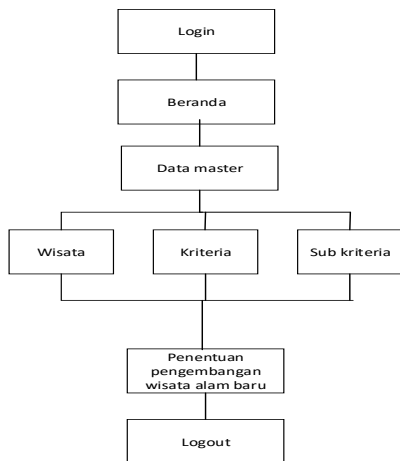 Login
Beranda
Data master
Wisata
Kriteria
Sub kriteria
Penentuan
pengembangan
wisata alam baru
Logout